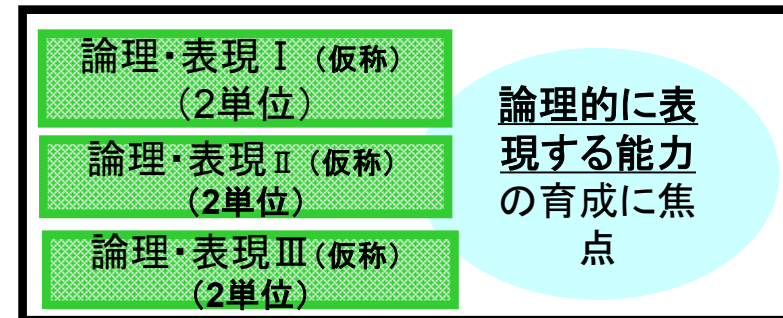 論理・表現Ⅰ(仮称)
(2単位)
論理・表現Ⅱ(仮称)
(2単位)
論理・表現Ⅲ(仮称)
(2単位)
論理的に表
現する能力
の育成に焦
点